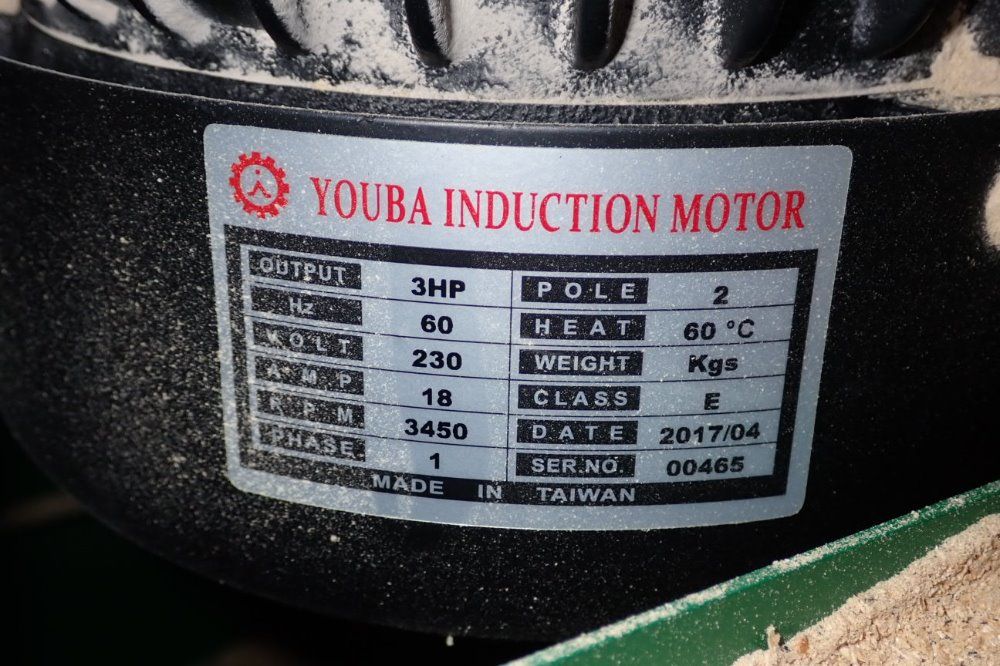 YOUBA INDUCTION MOTOR
OUTPUT 3HP POLE 2
Hz 60 HEAT 60 °C
VOLT 230 WEIGHT Kgs
AMP 18 CLASS E
RPM 3450 DATE 2017/04
PHASE 1 SER.NO. 00465
MADE IN TAIWAN